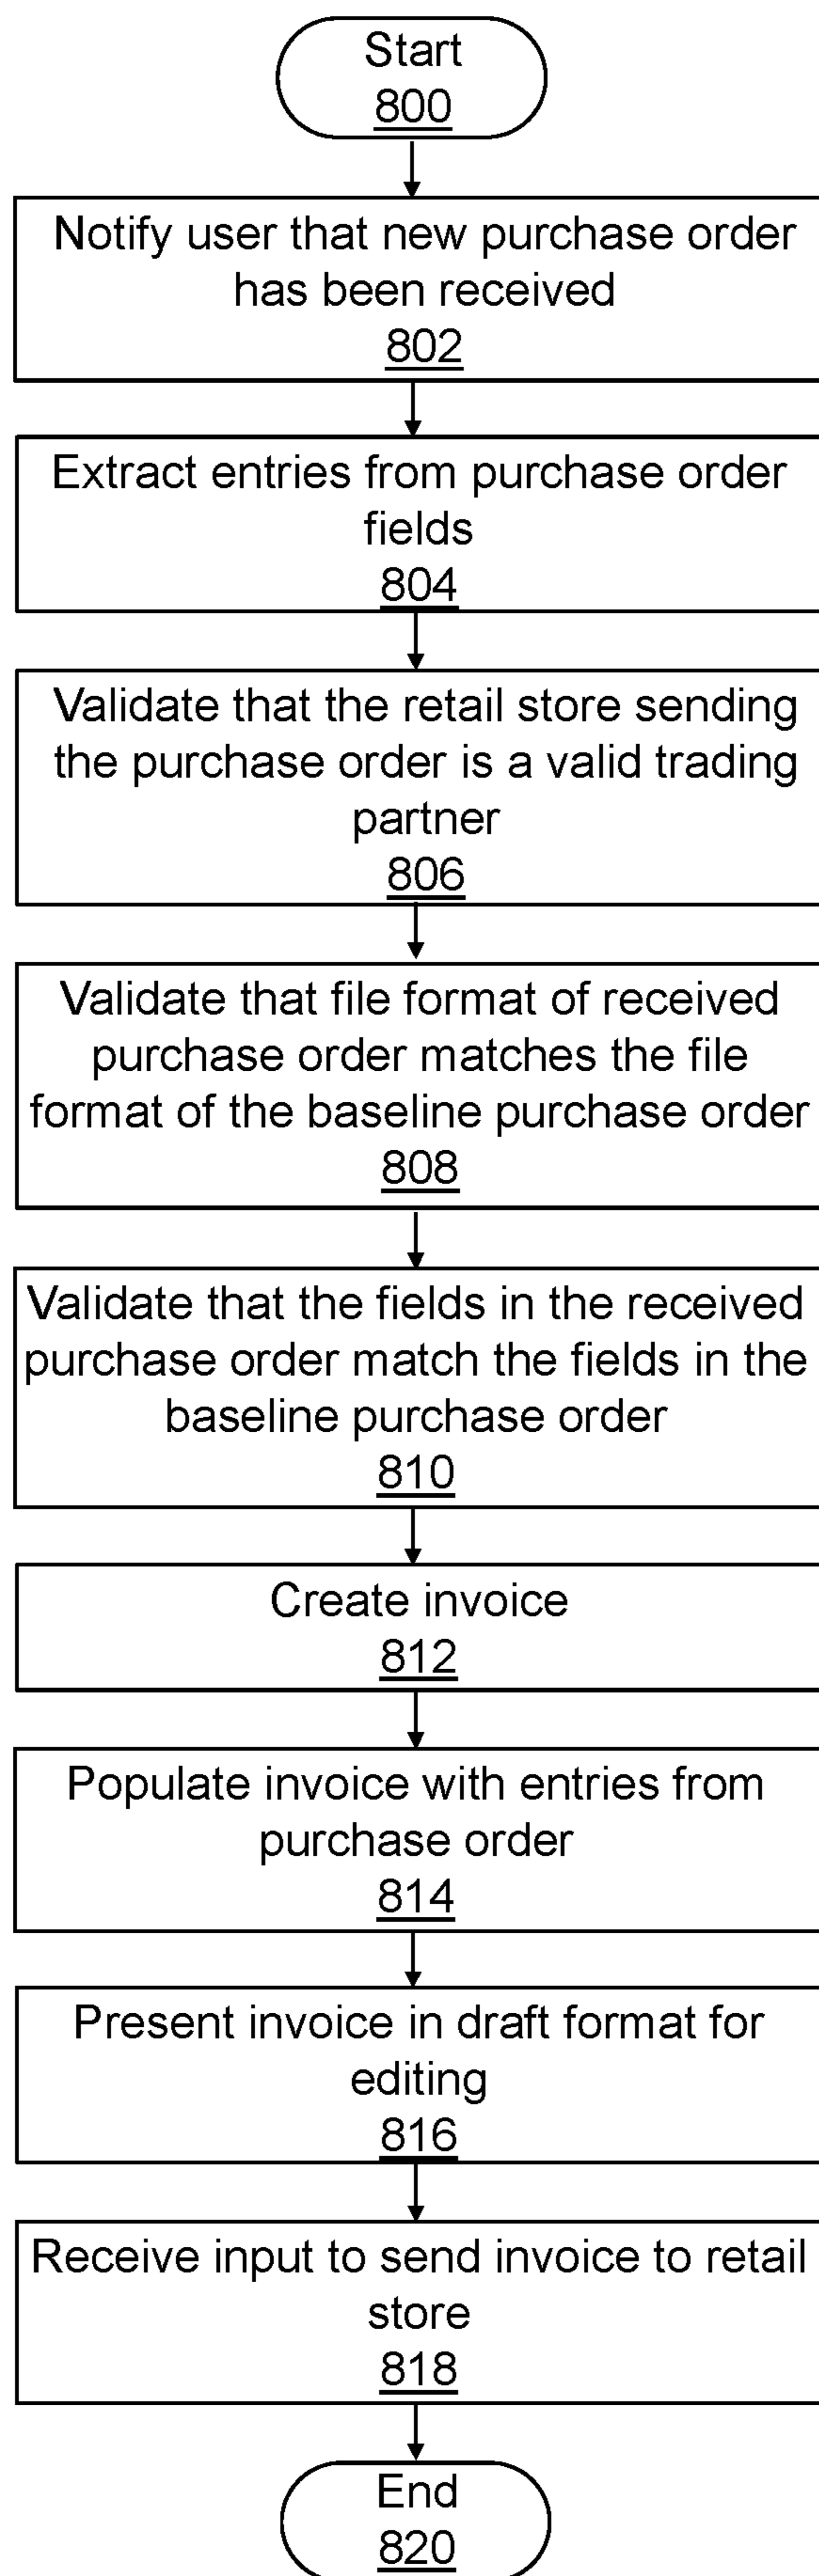 Start
800
Notify user that new purchase order
has been received
802
Extract entries from purchase order
fields
804
Validate that the retail store sending
the purchase order is a valid trading
partner
806
Validate that file format of received
purchase order matches the file
format of the baseline purchase order
808
Validate that the fields in the received
purchase order match the fields in the
baseline purchase order
810
Create invoice
812
Populate invoice with entries from
purchase order
814
Present invoice in draft format for
editing
816
Receive input to send invoice to retail
store
818
End
820